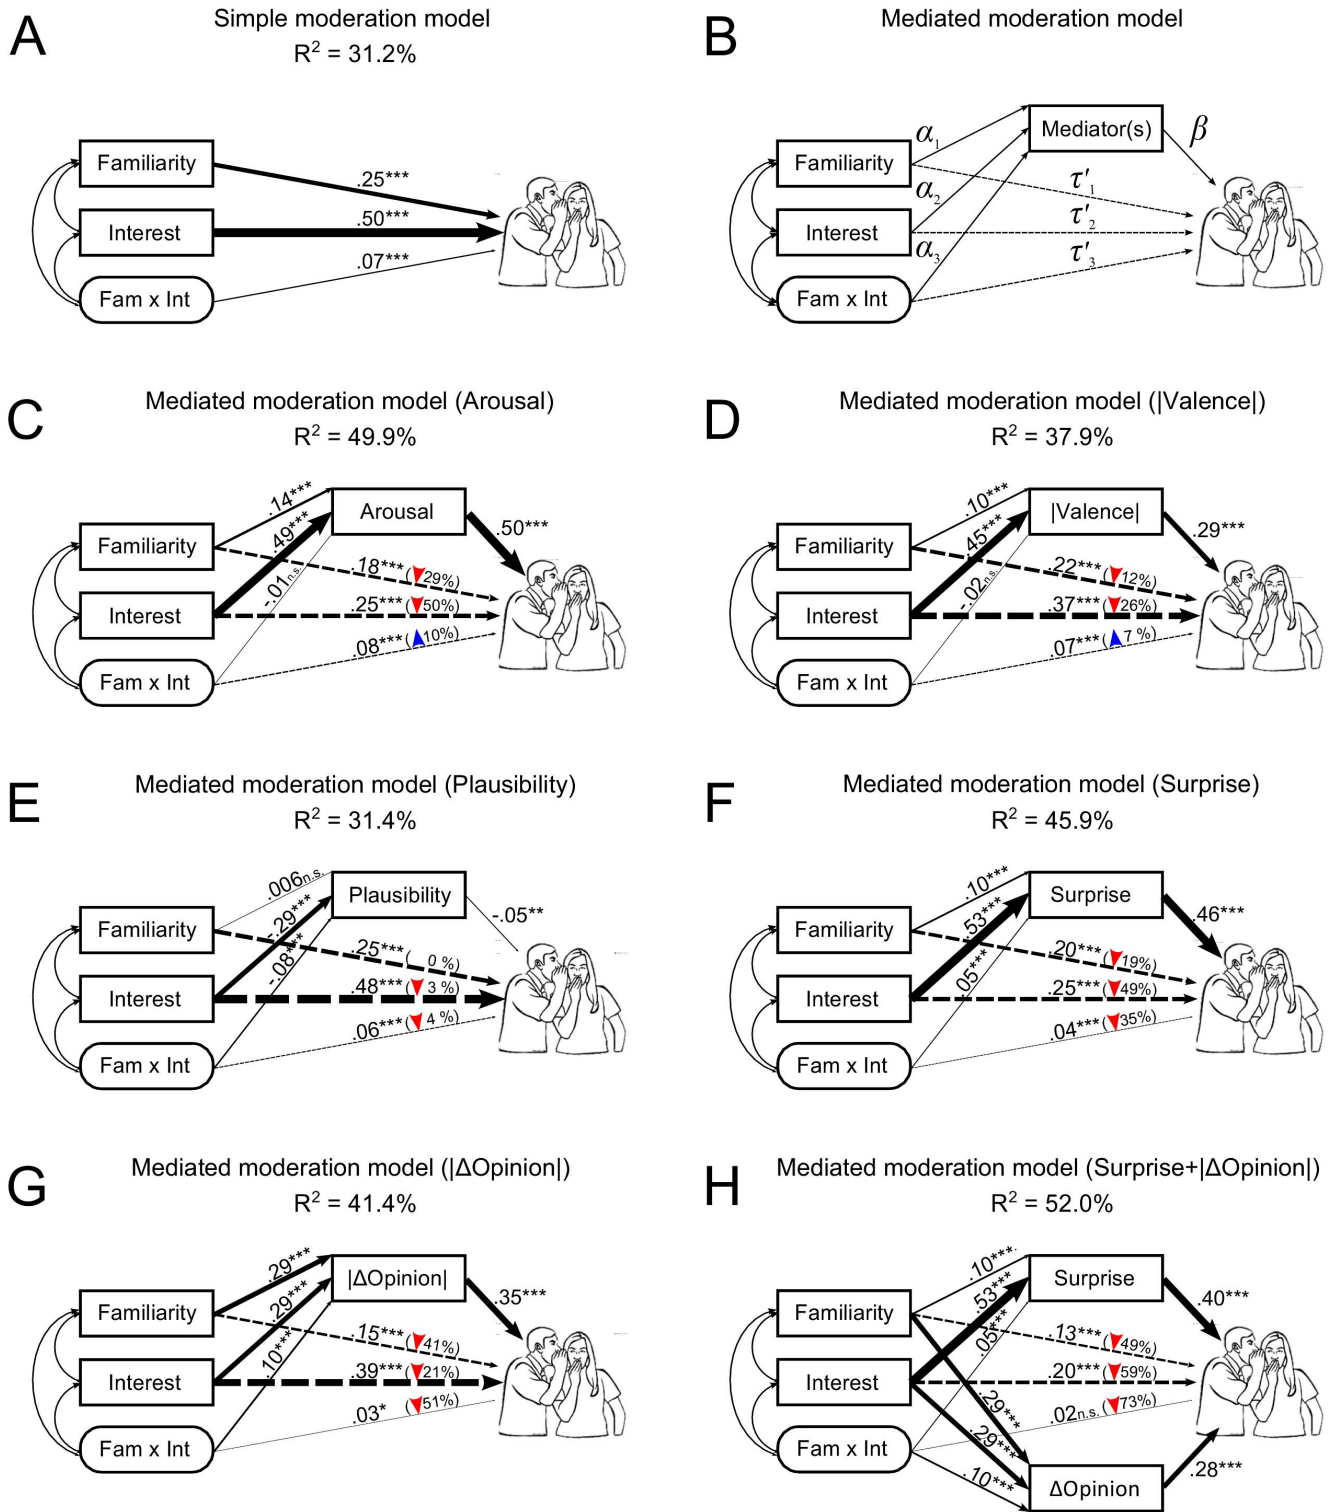 A
Simple moderation model
R² = 31.2%
Familiarity
Interest
Fam x Int
.25***
.50***
.07***
B
Mediated moderation model
Familiarity
Interest
Fam x Int
Mediator(s)
α₁
α₂
α₃
β
τ'₁
τ'₂
τ'₃
C
Mediated moderation model (Arousal)
R² = 49.9%
Familiarity
Interest
Fam x Int
Arousal
.14***
.49***
-.01n.s.
.50***
.18*** (29%)
.25*** (50%)
.08*** (10%)
D
Mediated moderation model (|Valence|)
R² = 37.9%
Familiarity
Interest
Fam x Int
|Valence|
.10***
.45***
-.02n.s.
.29***
.22*** (12%)
.37*** (26%)
.07*** (7 %)
E
Mediated moderation model (Plausibility)
R² = 31.4%
Familiarity
Interest
Fam x Int
Plausibility
.006n.s.
-.29***
-.08***
-.05**
.25*** ( 0 %)
.48*** ( 3 %)
.06*** ( 4 %)
F
Mediated moderation model (Surprise)
R² = 45.9%
Familiarity
Interest
Fam x Int
Surprise
.10***
.53***
.05***
.46***
.20*** (19%)
.25*** (49%)
.04*** (35%)
G
Mediated moderation model (|ΔOpinion|)
R² = 41.4%
Familiarity
Interest
Fam x Int
|ΔOpinion|
.29***
.29***
.10***
.35***
.15*** (41%)
.39*** (21%)
.03* (51%)
H
Mediated moderation model (Surprise+|ΔOpinion|)
R² = 52.0%
Familiarity
Interest
Fam x Int
Surprise
ΔOpinion
.10***
.53***
.05***
.40***
.13*** (49%)
.20*** (59%)
.02n.s. (73%)
.29***
.29***
.10***
.28***